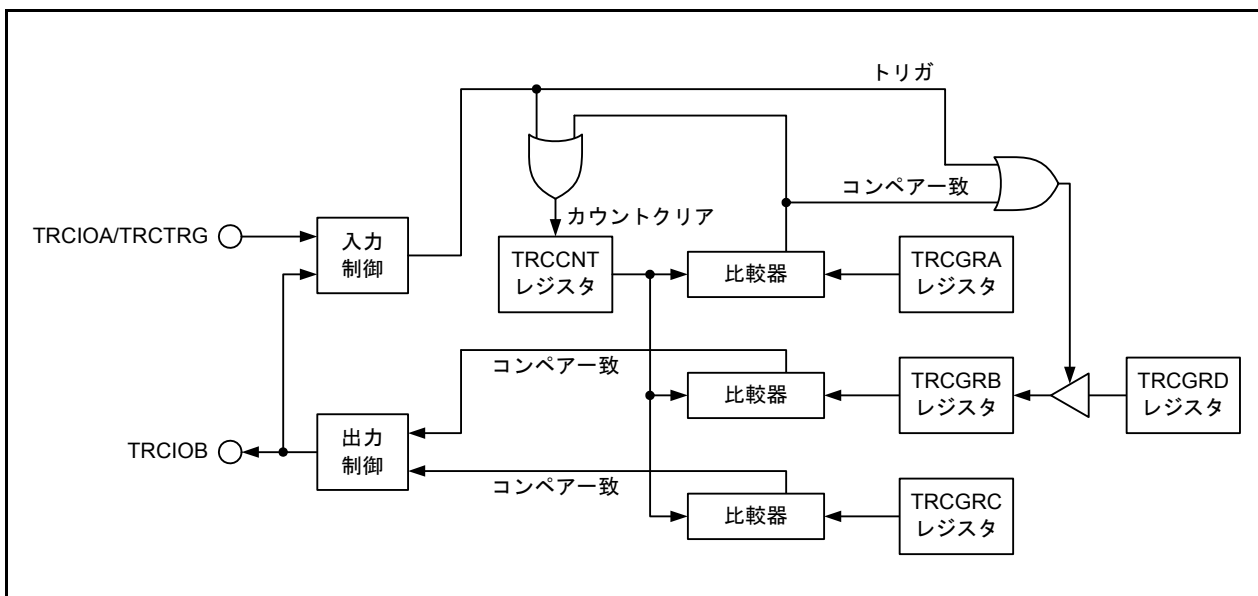 トリガ
コンペアー致
カウントクリア
TRCIOA/TRCTRG
入力
制御
TRCCNT
レジスタ
比較器
TRCGRA
レジスタ
コンペアー致
比較器
TRCGRB
レジスタ
TRCGRD
レジスタ
TRCIOB
出力
制御
コンペアー致
比較器
TRCGRC
レジスタ